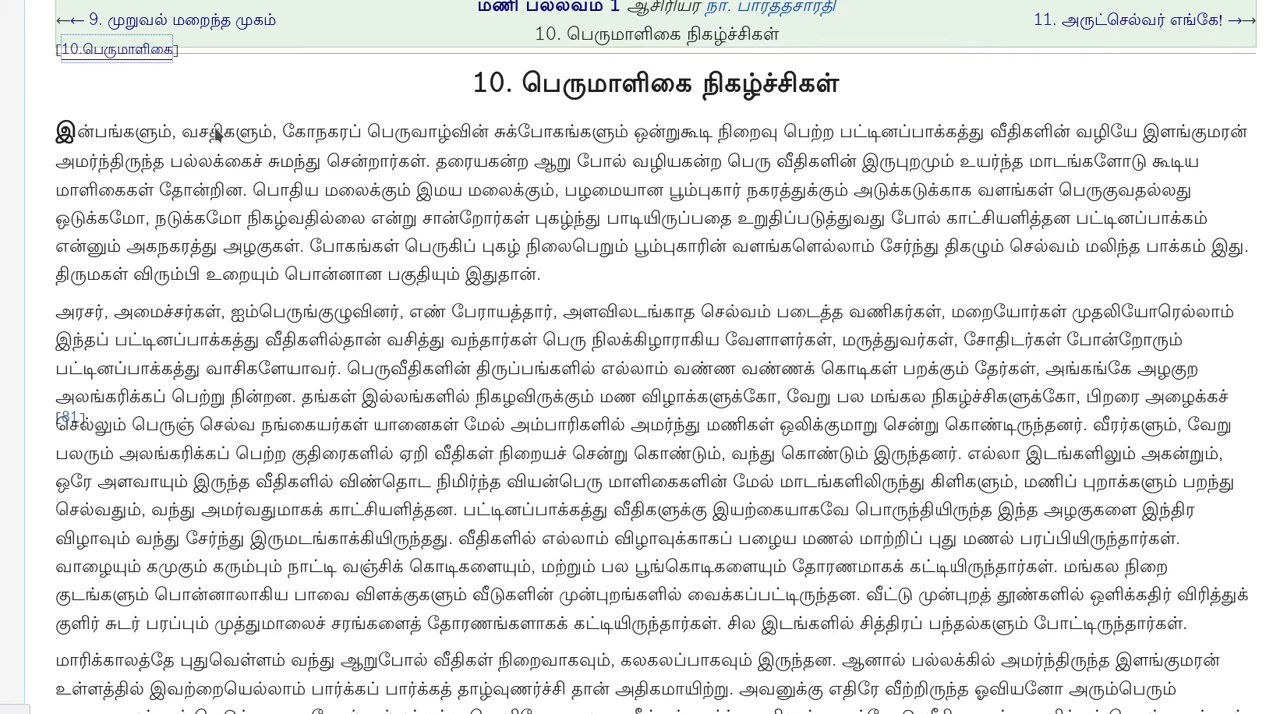 மணி பல்லவம் 1 ஆசிரியர் நா. பார்த்தசாரதி
←← 9. முறுவல் மறைந்த முகம்
11. அருட்செல்வர் எங்கே! →→
10. பெருமாளிகை நிகழ்ச்சிகள்
[10.பெருமாளிகை]
10. பெருமாளிகை நிகழ்ச்சிகள்
இன்பங்களும், வசதிகளும், கோநகரப் பெருவாழ்வின் சுக்போகங்களும் ஒன்றுகூடி நிறைவு பெற்ற பட்டினப்பாக்கத்து வீதிகளின் வழியே இளங்குமரன்
அமர்ந்திருந்த பல்லக்கைச் சுமந்து சென்றார்கள். தரையகன்ற ஆறு போல் வழியகன்ற பெரு வீதிகளின் இருபுறமும் உயர்ந்த மாடங்களோடு கூடிய
மாளிகைகள் தோன்றின. பொதிய மலைக்கும் இமய மலைக்கும், பழமையான பூம்புகார் நகரத்துக்கும் அடுக்கடுக்காக வளங்கள் பெருகுவதல்லது
ஒடுக்கமோ, நடுக்கமோ நிகழ்வதில்லை என்று சான்றோர்கள் புகழ்ந்து பாடியிருப்பதை உறுதிப்படுத்துவது போல் காட்சியளித்தன பட்டினப்பாக்கம்
என்னும் அகநகரத்து அழகுகள். போகங்கள் பெருகிப் புகழ் நிலைபெறும் பூம்புகாரின் வளங்களெல்லாம் சேர்ந்து திகழும் செல்வம் மலிந்த பாக்கம் இது.
திருமகள் விரும்பி உறையும் பொன்னான பகுதியும் இதுதான்.
அரசர், அமைச்சர்கள், ஐம்பெருங்குழுவினர், எண் பேராயத்தார், அளவிலடங்காத செல்வம் படைத்த வணிகர்கள், மறையோர்கள் முதலியோரெல்லாம்
இந்தப் பட்டினப்பாக்கத்து வீதிகளில்தான் வசித்து வந்தார்கள் பெரு நிலக்கிழாராகிய வேளாளர்கள், மருத்துவர்கள், சோதிடர்கள் போன்றோரும்
பட்டினப்பாக்கத்து வாசிகளேயாவர். பெருவீதிகளின் திருப்பங்களில் எல்லாம் வண்ண வண்ணக் கொடிகள் பறக்கும் தேர்கள், அங்கங்கே அழகுற
அலங்கரிக்கப் பெற்று நின்றன. தங்கள் இல்லங்களில் நிகழவிருக்கும் மண விழாக்களுக்கோ, வேறு பல மங்கல நிகழ்ச்சிகளுக்கோ, பிறரை அழைக்கச்
[81]
செல்லும் பெருஞ் செல்வ நங்கையர்கள் யானைகள் மேல் அம்பாரிகளில் அமர்ந்து மணிகள் ஒலிக்குமாறு சென்று கொண்டிருந்தனர். வீரர்களும், வேறு
பலரும் அலங்கரிக்கப் பெற்ற குதிரைகளில் ஏறி வீதிகள் நிறையச் சென்று கொண்டும், வந்து கொண்டும் இருந்தனர். எல்லா இடங்களிலும் அகன்றும்,
ஒரே அளவாயும் இருந்த வீதிகளில் விண்தொட நிமிர்ந்த வியன்பெரு மாளிகைகளின் மேல் மாடங்களிலிருந்து கிளிகளும், மணிப் புறாக்களும் பறந்து
செல்வதும், வந்து அமர்வதுமாகக் காட்சியளித்தன. பட்டினப்பாக்கத்து வீதிகளுக்கு இயற்கையாகவே பொருந்தியிருந்த இந்த அழகுகளை இந்திர
விழாவும் வந்து சேர்ந்து இருமடங்காக்கியிருந்தது. வீதிகளில் எல்லாம் விழாவுக்காகப் பழைய மணல் மாற்றிப் புது மணல் பரப்பியிருந்தார்கள்.
வாழையும் கமுகும் கரும்பும் நாட்டி வஞ்சிக் கொடிகளையும், மற்றும் பல பூங்கொடிகளையும் தோரணமாகக் கட்டியிருந்தார்கள். மங்கல நிறை
குடங்களும் பொன்னாலாகிய பாவை விளக்குகளும் வீடுகளின் முன்புறங்களில் வைக்கப்பட்டிருந்தன. வீட்டு முன்புறத் தூண்களில் ஒளிக்கதிர் விரித்துக்
குளிர் சுடர் பரப்பும் முத்துமாலைச் சரங்களைத் தோரணங்களாகக் கட்டியிருந்தார்கள். சில இடங்களில் சித்திரப் பந்தல்களும் போட்டிருந்தார்கள்.
மாரிக்காலத்தே புதுவெள்ளம் வந்து ஆறுபோல் வீதிகள் நிறைவாகவும், கலகலப்பாகவும் இருந்தன. ஆனால் பல்லக்கில் அமர்ந்திருந்த இளங்குமரன்
உள்ளத்தில் இவற்றையெல்லாம் பார்க்கப் பார்க்கத் தாழ்வுணர்ச்சி தான் அதிகமாயிற்று. அவனுக்கு எதிரே வீற்றிருந்த ஓவியனோ அரும்பெரும்